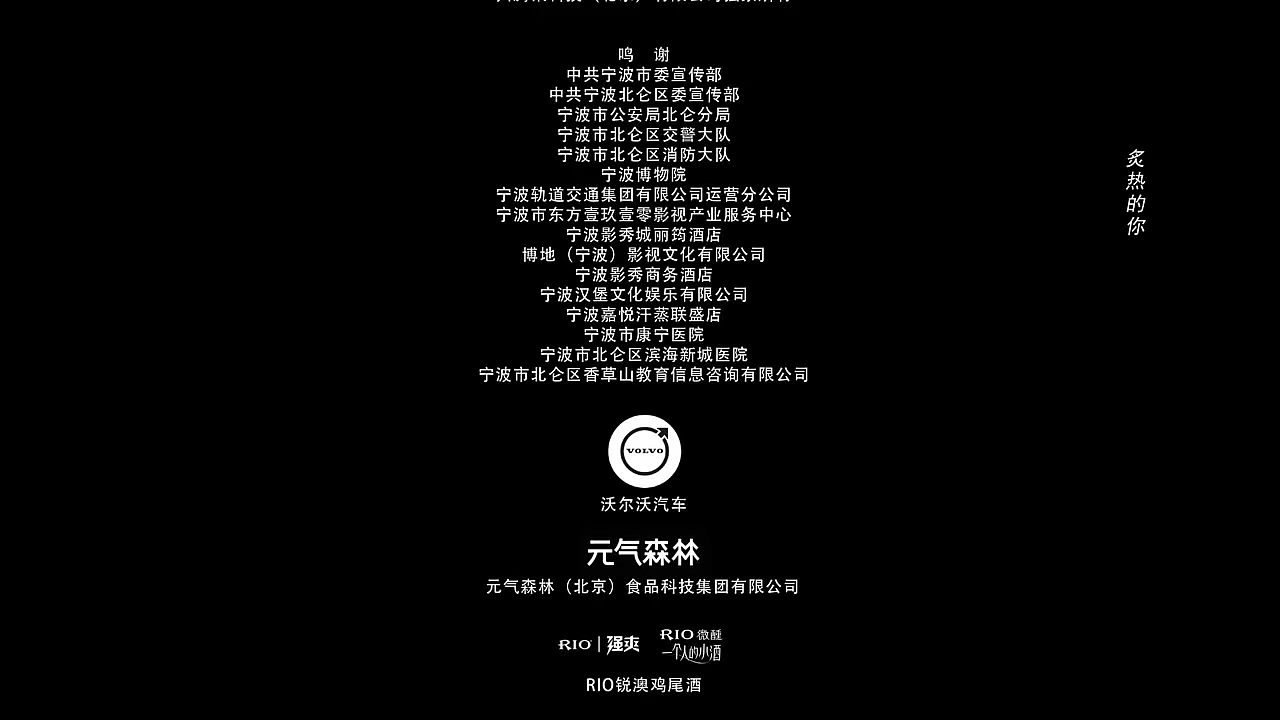 鸣 谢
中共宁波市委宣传部
中共宁波北仑区委宣传部
宁波市公安局北仑分局
宁波市北仑区交警大队
宁波市北仑区消防大队
宁波博物院
宁波轨道交通集团有限公司运营分公司
宁波市东方壹玖壹零影视产业服务中心
宁波影秀城丽筠酒店
博地（宁波）影视文化有限公司
宁波影秀商务酒店
宁波汉堡文化娱乐有限公司
宁波嘉悦汗蒸联盛店
宁波市康宁医院
宁波市北仑区滨海新城医院
宁波市北仑区香草山教育信息咨询有限公司
炙热的你
VOLVO
沃尔沃汽车
元气森林
元气森林（北京）食品科技集团有限公司
RIO | 强爽
RIO 微醺
一个人的小酒
RIO锐澳鸡尾酒